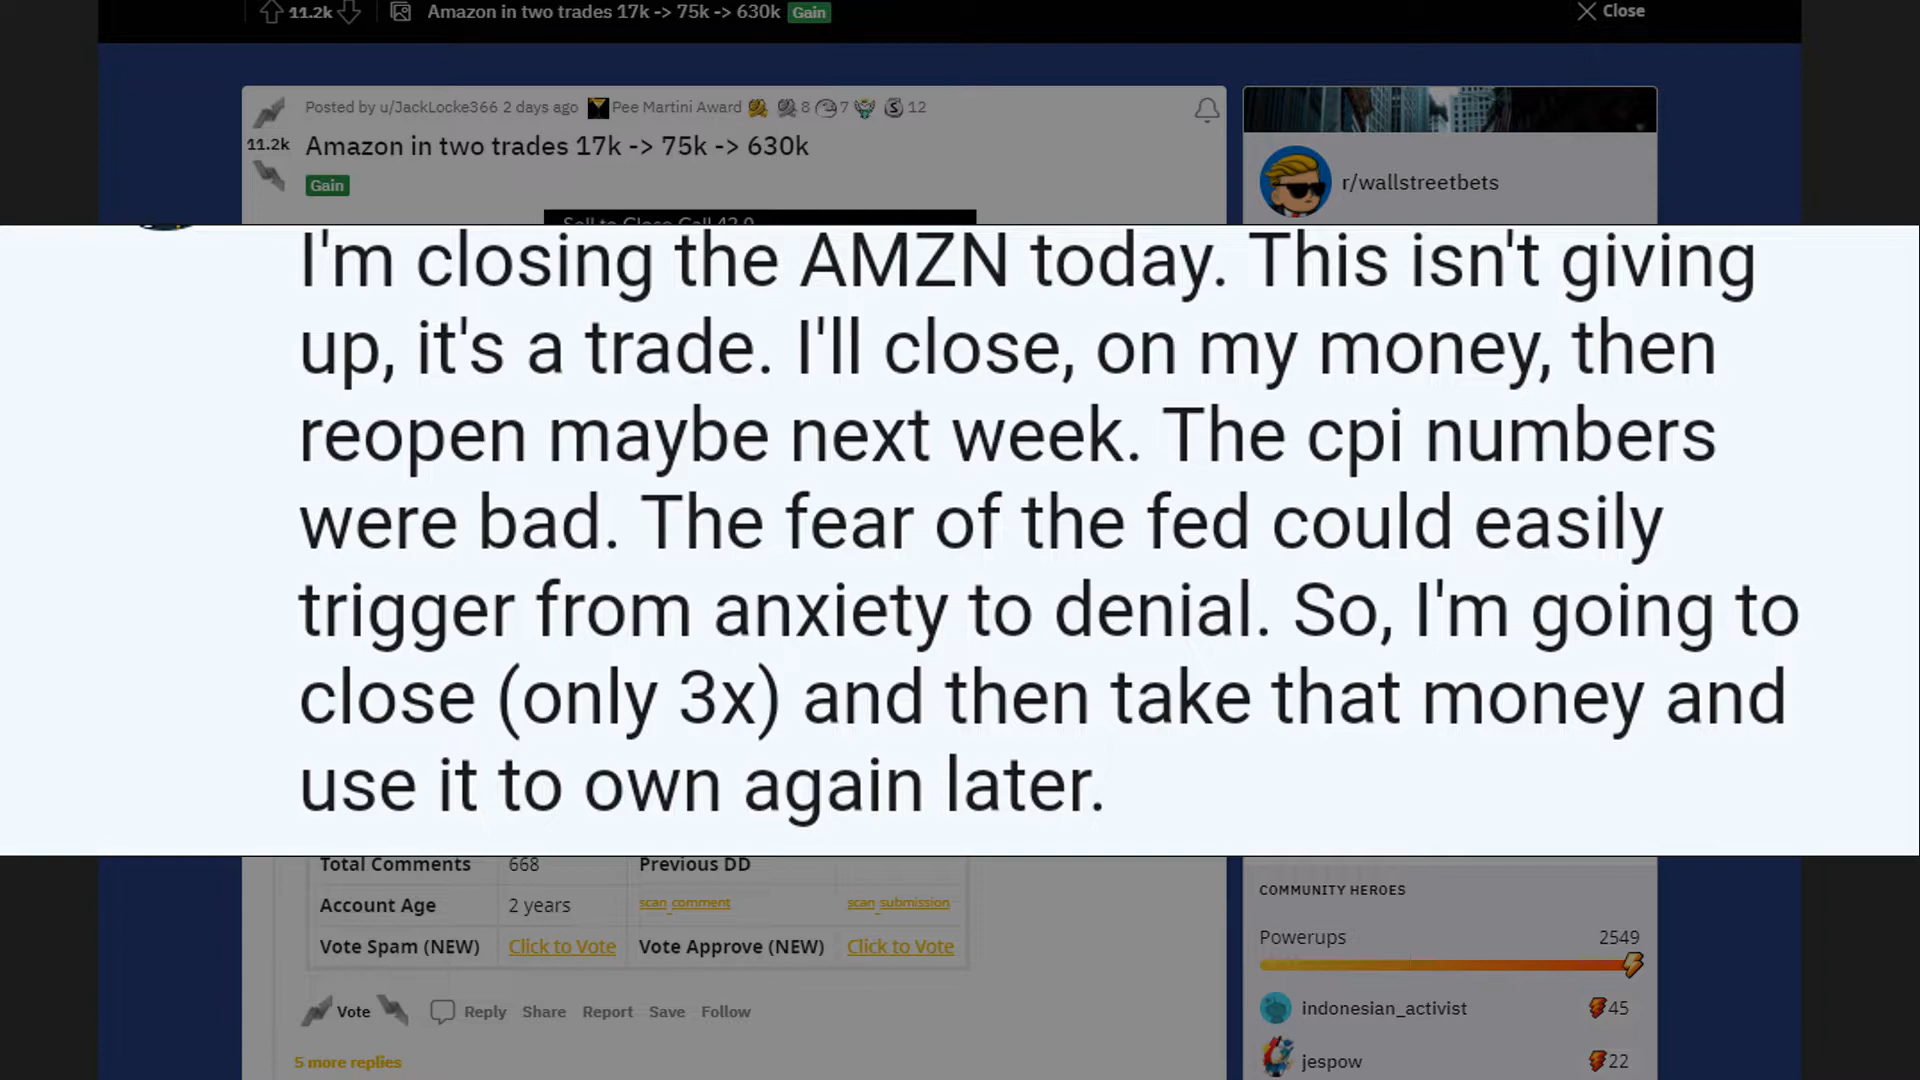 11.2k Amazon in two trades 17k -> 75k -> 630k Gain Close
Posted by u/JackLocke366 2 days ago Pee Martini Award 8 7 12
11.2k Amazon in two trades 17k -> 75k -> 630k
Gain
r/wallstreetbets
Sell to Close Call 42.0
I'm closing the AMZN today. This isn't giving
up, it's a trade. I'll close, on my money, then
reopen maybe next week. The cpi numbers
were bad. The fear of the fed could easily
trigger from anxiety to denial. So, I'm going to
close (only 3x) and then take that money and
use it to own again later.
Total Comments 668 Previous DD
Account Age 2 years scan comment scan submission
Vote Spam (NEW) Click to Vote Vote Approve (NEW) Click to Vote
Vote Reply Share Report Save Follow
5 more replies
COMMUNITY HEROES
Powerups 2549
indonesian_activist 45
jespow 22